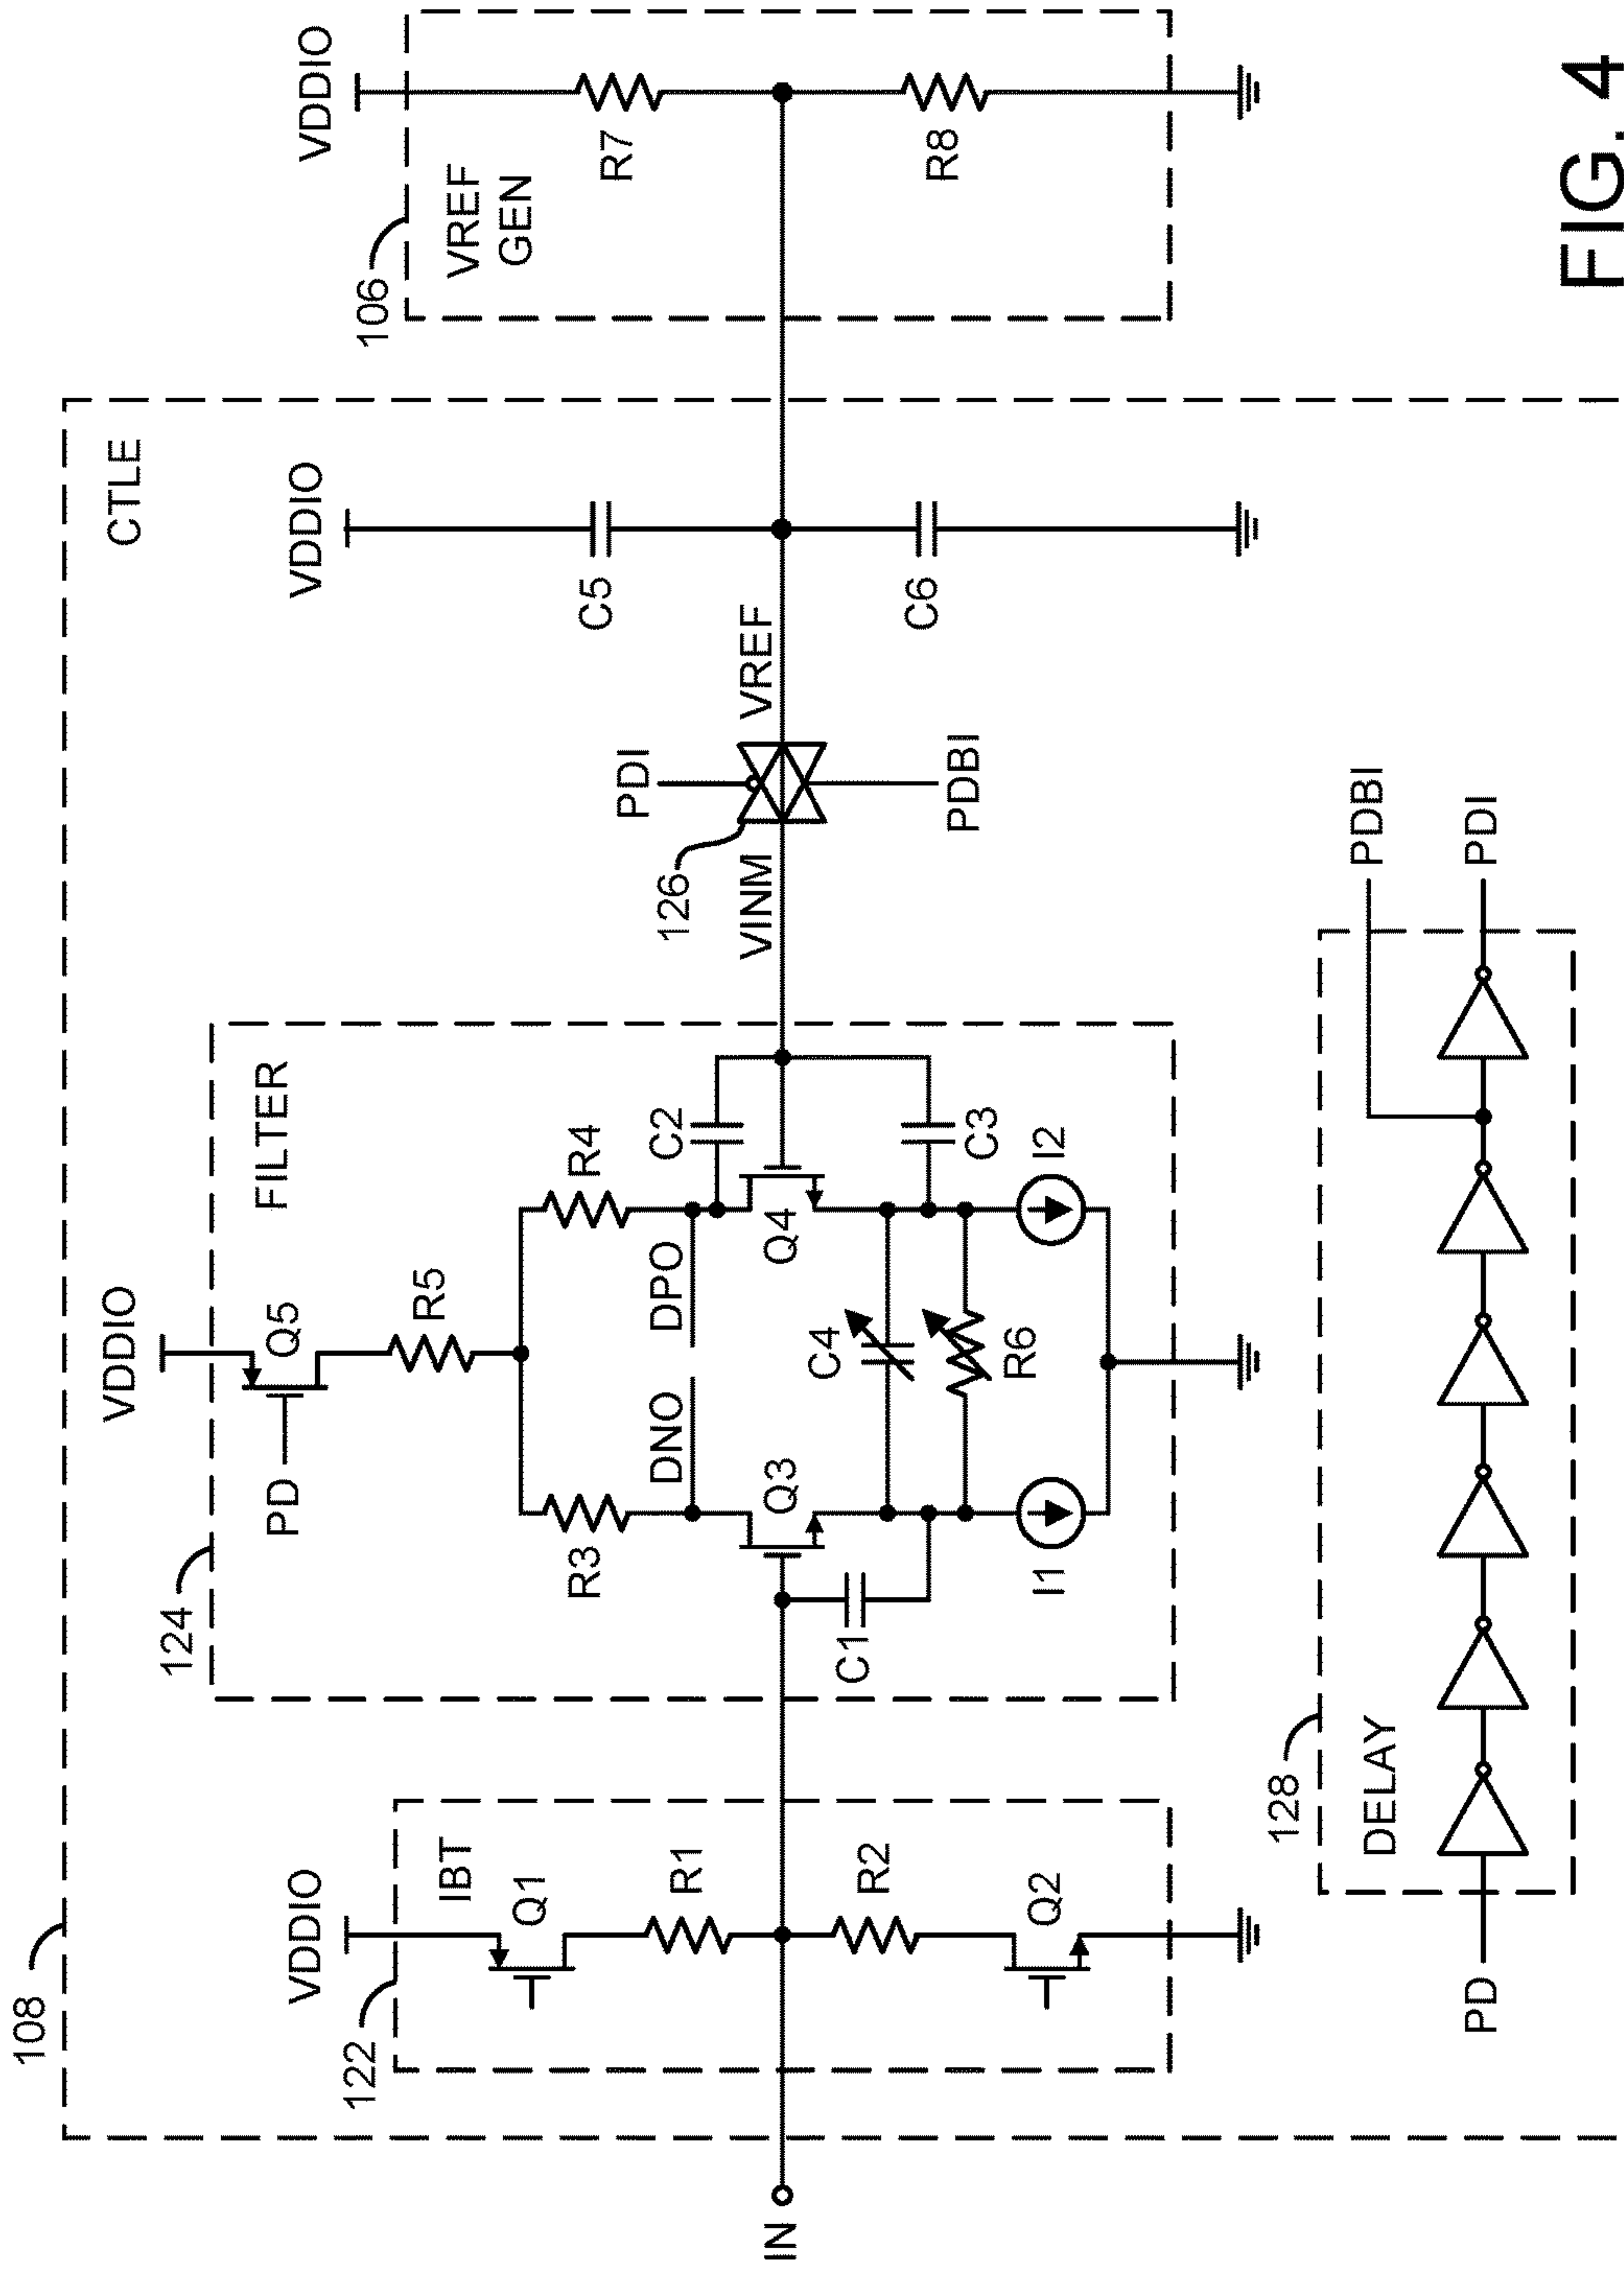 108
CTLE
VDDIO
122
IBT
Q1
R1
R2
Q2
IN
124
FILTER
VDDIO
PD
Q5
R5
R3
R4
DNO
DPO
C2
Q3
Q4
C1
C4
R6
C3
I1
I2
126
VINM
PDI
PDBI
VREF
VDDIO
C5
C6
106
VREF
GEN
VDDIO
R7
R8
128
DELAY
PD
PDBI
PDI
FIG. 4